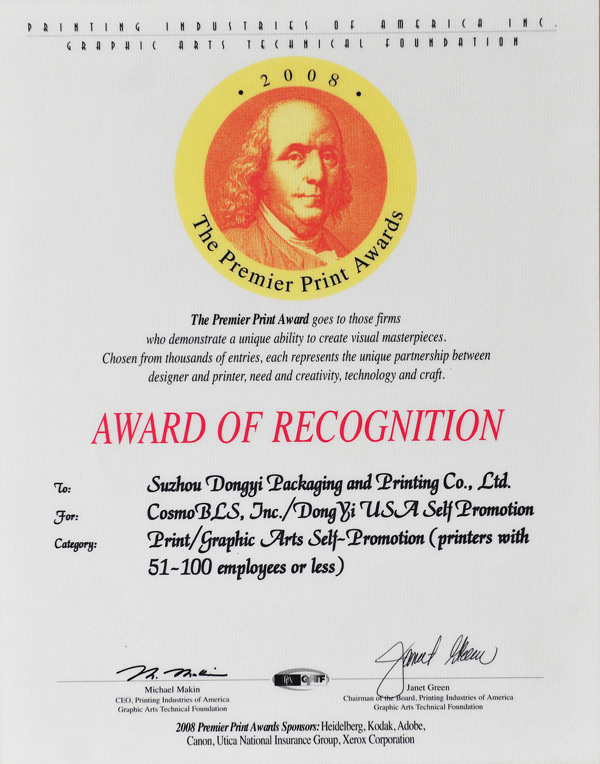 PRINTING INDUSTRIES OF AMERICA INC.
GRAPHIC ARTS TECHNICAL FOUNDATION
• 2008 •
The Premier Print Awards
The Premier Print Award goes to those firms
who demonstrate a unique ability to create visual masterpieces.
Chosen from thousands of entries, each represents the unique partnership between
designer and printer, need and creativity, technology and craft.
AWARD OF RECOGNITION
To: Suzhou Dongyi Packaging and Printing Co., Ltd.
For: CosmoBLS, Inc./DongYi USA Self Promotion
Category: Print/Graphic Arts Self-Promotion (printers with
51-100 employees or less)
M. Makin
Janet Green
PIA GATF
Michael Makin
CEO, Printing Industries of America
Graphic Arts Technical Foundation
Janet Green
Chairman of the Board, Printing Industries of America
Graphic Arts Technical Foundation
2008 Premier Print Awards Sponsors: Heidelberg, Kodak, Adobe,
Canon, Utica National Insurance Group, Xerox Corporation